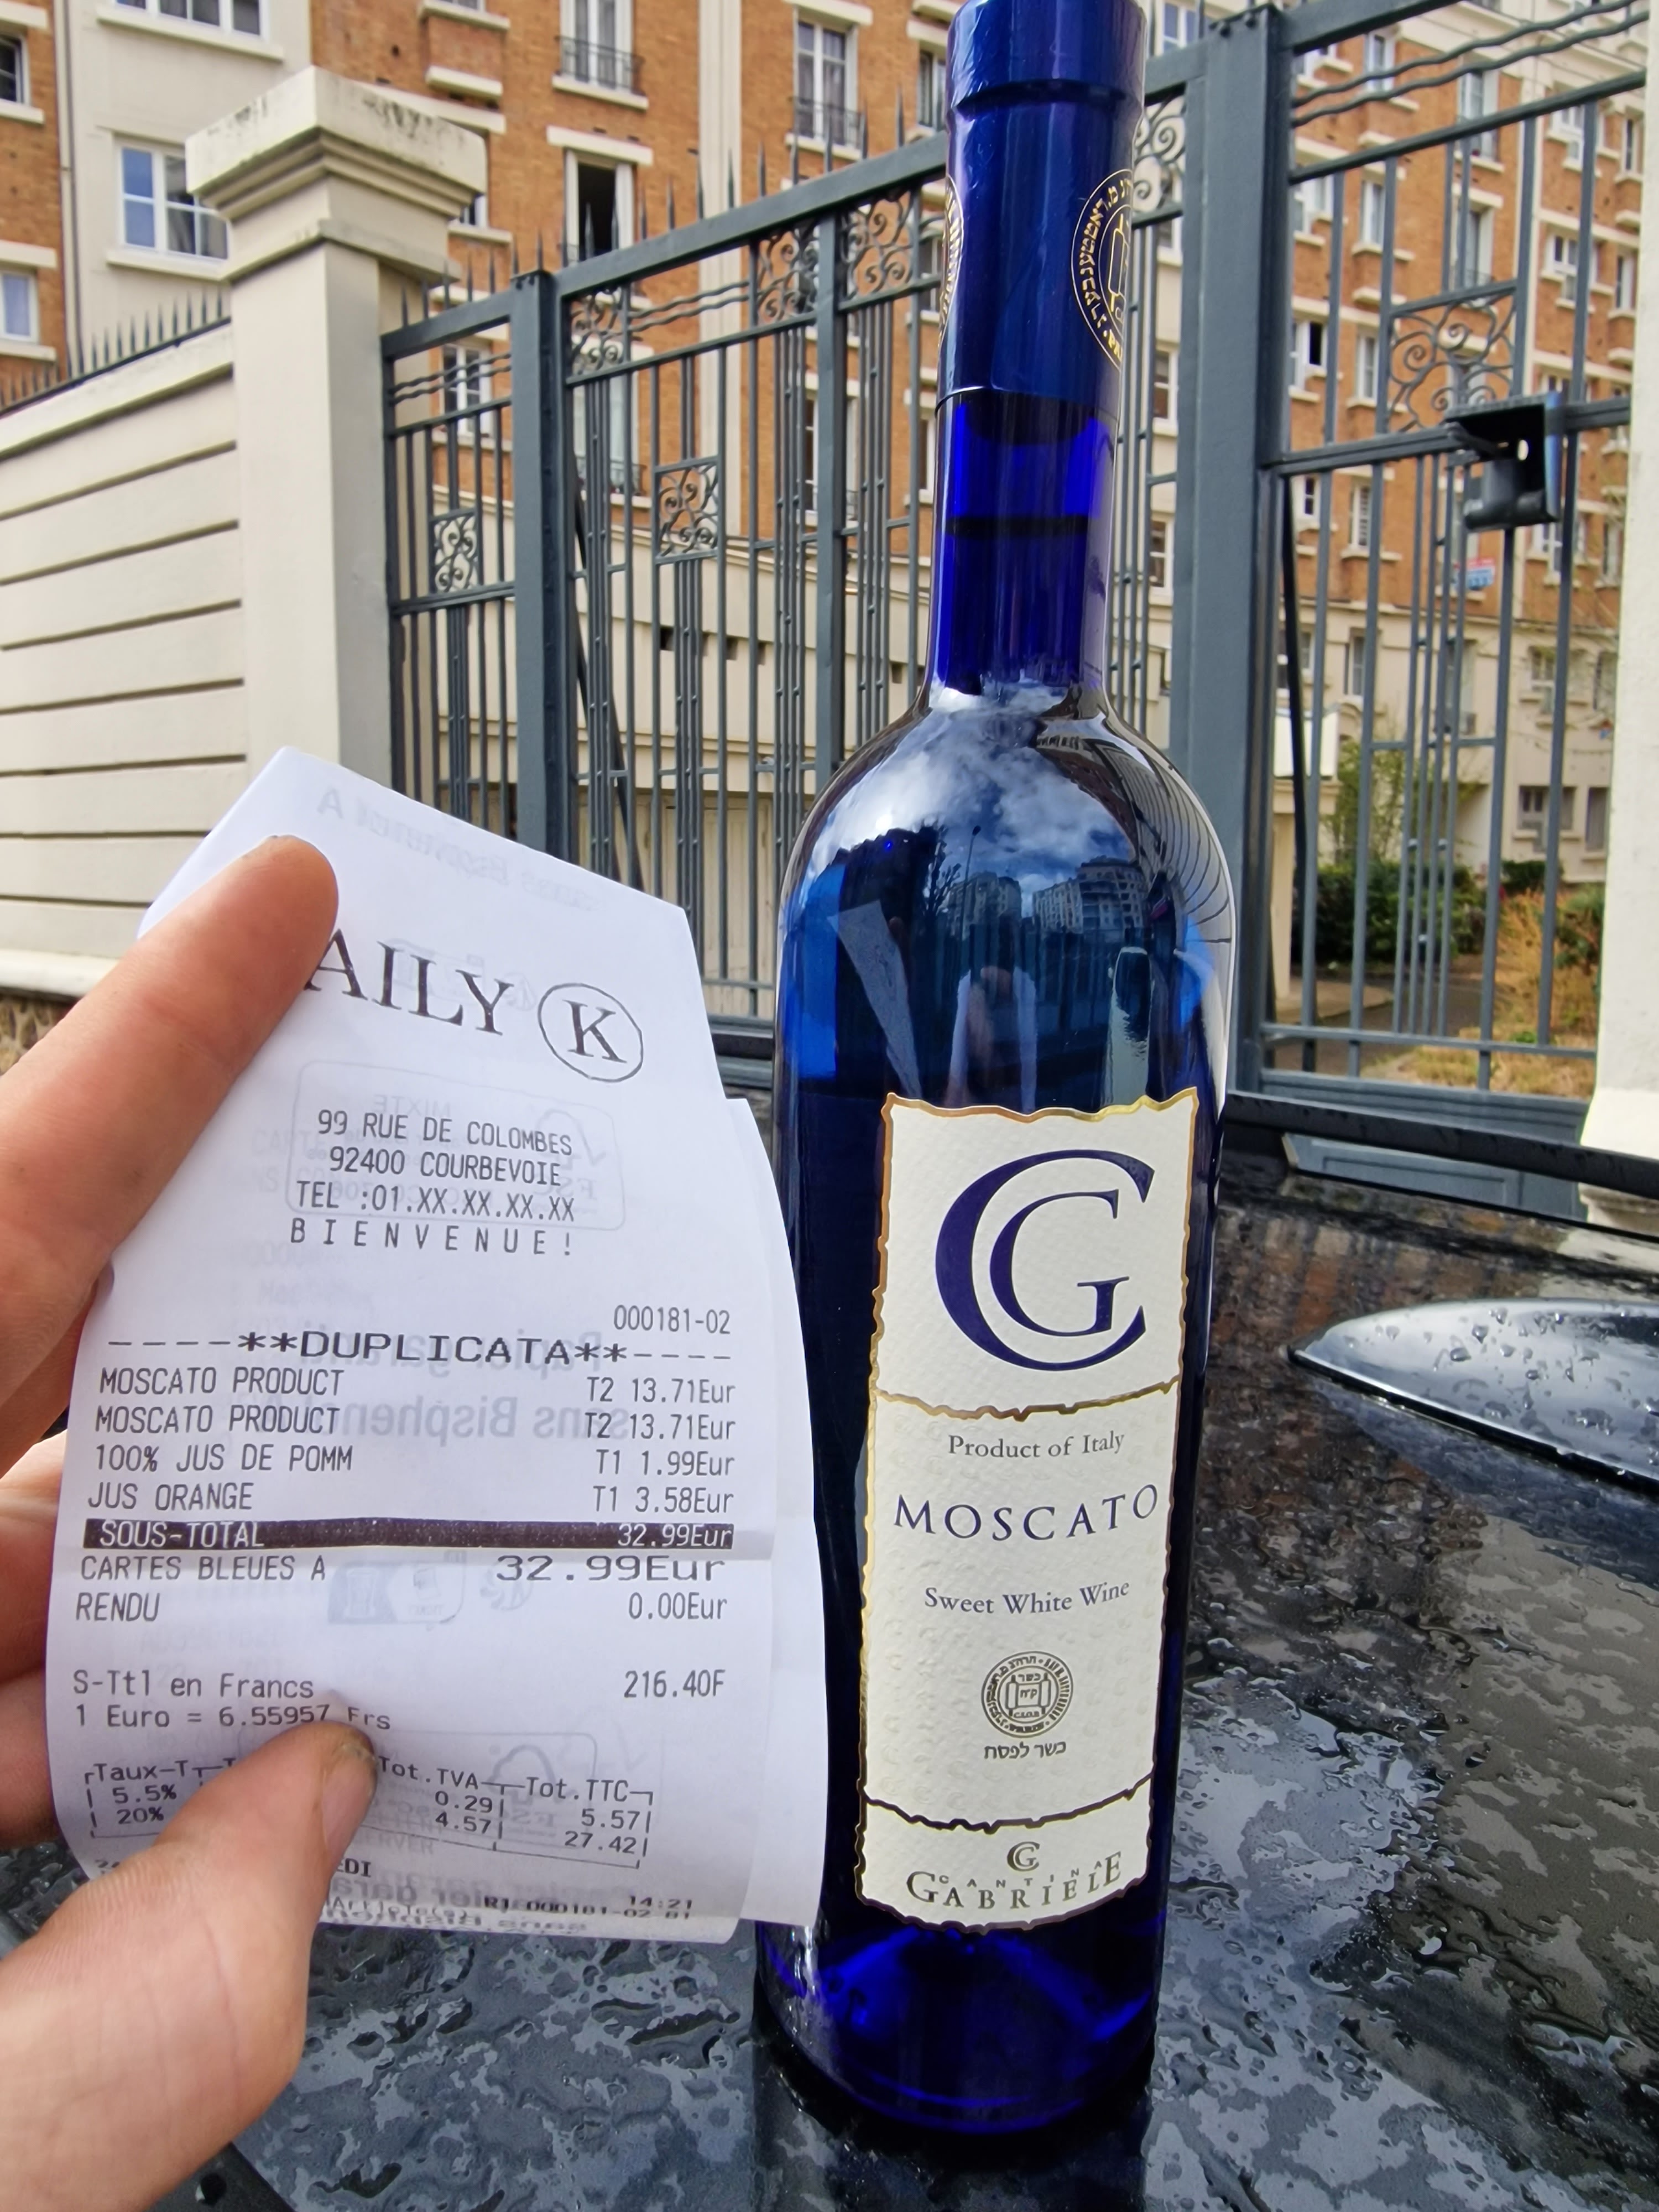 AILY K
99 RUE DE COLOMBES
92400 COURBEVOIE
TEL :01.XX.XX.XX.XX
BIENVENUE!
000181-02
----**DUPLICATA**----
MOSCATO PRODUCT T2 13.71Eur
MOSCATO PRODUCT T2 13.71Eur
100% JUS DE POMM T1 1.99Eur
JUS ORANGE T1 3.58Eur
SOUS-TOTAL 32.99Eur
CARTES BLEUES A 32.99Eur
RENDU 0.00Eur
S-Ttl en Francs 216.40F
1 Euro = 6.55957 Frs
Taux-T Tot.TVA Tot.TTC
5.5% 0.29 5.57
20% 4.57 27.42
EDI 14:21
CG
Product of Italy
MOSCATO
Sweet White Wine
כשר לפסח
CG
CANTINA
GABRIELE